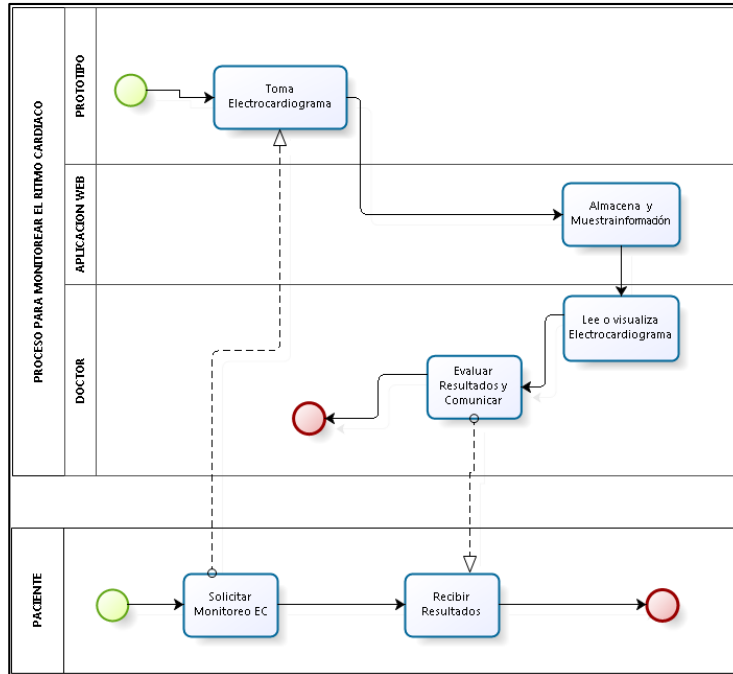 PROCESO PARA MONITOREAR EL RITMO CARDIACO
PROTOTIPO
Toma
Electrocardiograma
APLICACION WEB
Almacena y
Muestrainformación
DOCTOR
Lee o visualiza
Electrocardiograma
Evaluar
Resultados y
Comunicar
PACIENTE
Solicitar
Monitoreo EC
Recibir
Resultados